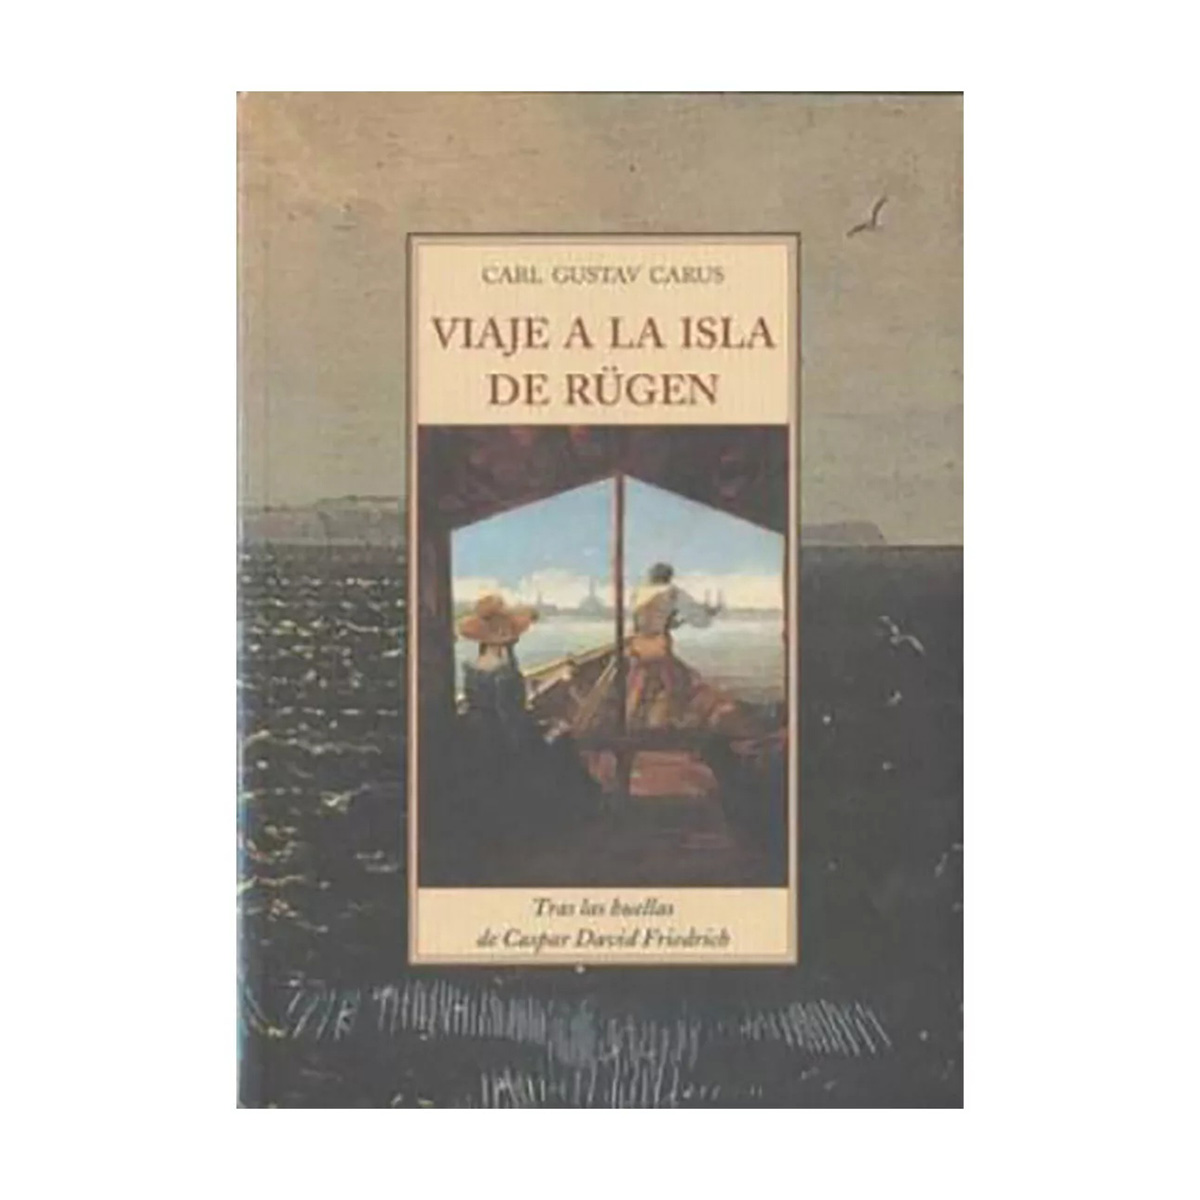 CARL GUSTAV CARUS
VIAJE A LA ISLA
DE RÜGEN
Tras las huellas
de Caspar David Friedrich